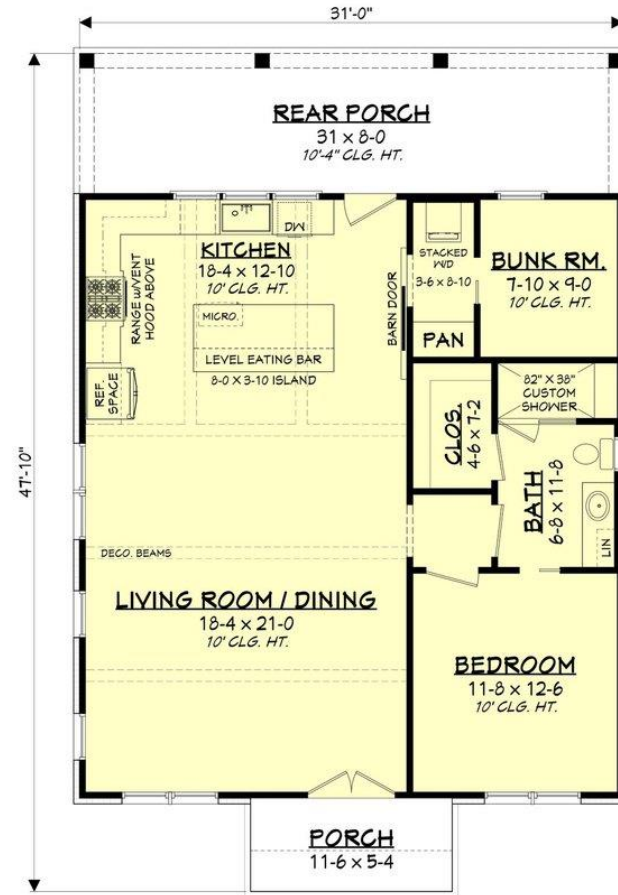 31'-0"
47'-10"
REAR PORCH
31 x 8-0
10'-4" CLG. HT.
KITCHEN
18-4 x 12-10
10' CLG. HT.
DW
RANGE w/VENT
HOOD ABOVE
REF.
SPACE
MICRO.
LEVEL EATING BAR
8-0 X 3-10 ISLAND
BARN DOOR
STACKED
W/D
3-6 x 8-10
PAN
BUNK RM.
7-10 x 9-0
10' CLG. HT.
CLOS.
4-6 x 7-2
82" X 38"
CUSTOM
SHOWER
BATH
6-8 x 11-8
LIN
DECO. BEAMS
LIVING ROOM / DINING
18-4 x 21-0
10' CLG. HT.
BEDROOM
11-8 x 12-6
10' CLG. HT.
PORCH
11-6 x 5-4